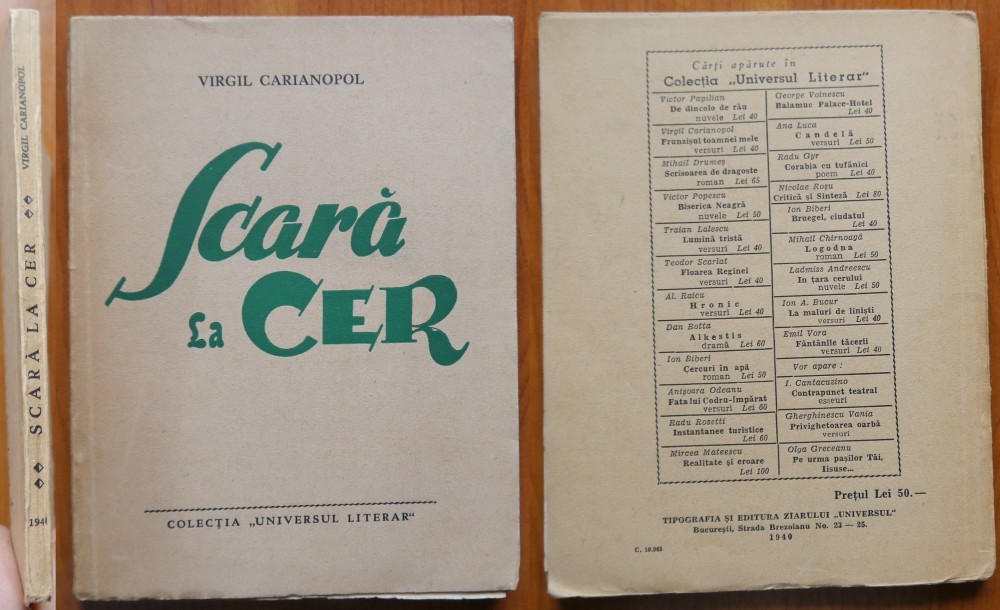 VIRGIL CARIANOPOL
SCARĂ LA CER
VIRGIL CARIANOPOL
Scară
La CER
COLECȚIA „UNIVERSUL LITERAR“
Cărți apărute în
Colecția „Universul Literar"
Victor Papilian
De dincolo de râu
nuvele Lei 40
Virgil Carianopol
Frunzișul toamnei mele
versuri Lei 40
Mihail Drumeș
Scrisoarea de dragoste
roman Lei 65
Victor Popescu
Biserica Neagră
nuvele Lei 50
Traian Lalescu
Lumină tristă
versuri Lei 40
Teodor Scarlat
Floarea Reginei
versuri Lei 40
Al. Raicu
Hronic
versuri Lei 40
Dan Botta
Alkestis
dramă Lei 60
Ion Biberi
Cercuri în apă
roman Lei 50
Anișoara Odeanu
Fata lui Codru-Împărat
versuri Lei 60
Radu Rosetti
Instantanee turistice
Lei 60
Mircea Mateescu
Realitate și eroare
Lei 100
George Voinescu
Balamuc Palace-Hotel
Lei 40
Ana Luca
Candelă
versuri Lei 50
Radu Gyr
Corabia cu tufănici
poem Lei 40
Nicolae Roșu
Critică și Sinteză Lei 80
Ion Biberi
Bruegel, ciudatul
Lei 40
Mihail Chirnoagă
Logodna
roman Lei 50
Ladmiss Andreescu
In țara cerului
nuvele Lei 50
Ion A. Bucur
La maluri de liniști
versuri Lei 40
Emil Vora
Fântânile tăcerii
versuri Lei 40
Vor apare :
I. Cantacuzino
Contrapunct teatral
esseuri
Gherghinescu Vania
Privighetoarea oarbă
versuri
Olga Greceanu
Pe urma pașilor Tăi,
Iisuse...
Prețul Lei 50.—
TIPOGRAFIA ȘI EDITURA ZIARULUI „UNIVERSUL"
București, Strada Brezoianu No. 23 — 25.
1940
C. 10.963